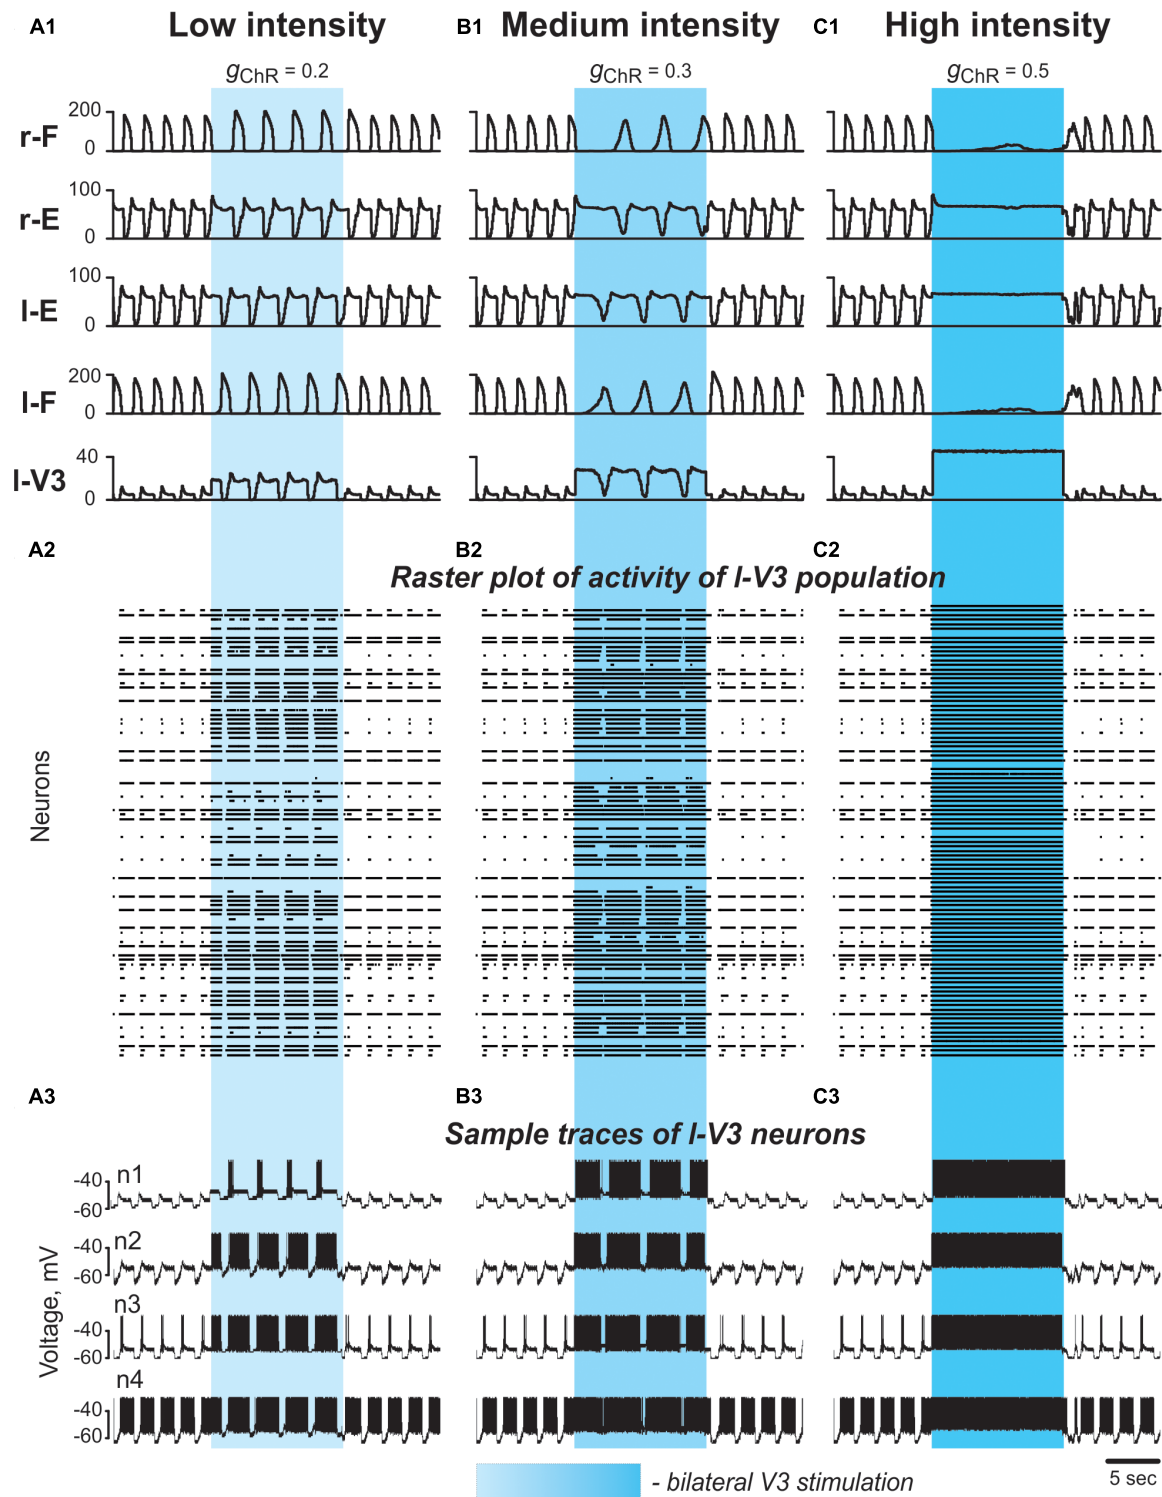 A1 Low intensity B1 Medium intensity C1 High intensity
gChR = 0.2 gChR = 0.3 gChR = 0.5
r-F 200 0
r-E 100 0
l-E 100 0
l-F 200 0
l-V3 40 0
A2 B2 C2
Raster plot of activity of l-V3 population
Neurons
A3 B3 C3
Sample traces of l-V3 neurons
Voltage, mV
n1 -40 -60
n2 -40 -60
n3 -40 -60
n4 -40 -60
- bilateral V3 stimulation
5 sec